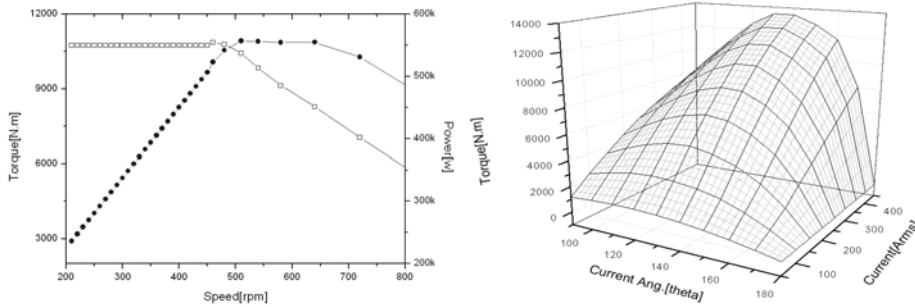 12000
9000
6000
3000
Torque[N.m]
600k
500k
400k
300k
200k
Power[w]
200 300 400 500 600 700 800
Speed[rpm]
14000
12000
10000
8000
6000
4000
2000
0
Torque[N.m]
100 120 140 160 180
Current Ang.[theta]
100 200 300 400
Current[Arms]